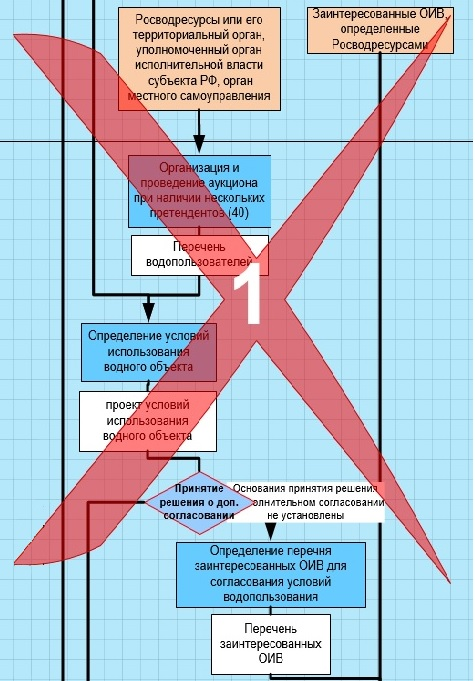 Росводресурсы или его
территориальный орган,
уполномоченный орган
исполнительной власти
субъекта РФ, орган
местного самоуправления
Заинтересованные ОИВ,
определенные
Росводресурсами
Организация и
проведение аукциона
при наличии нескольких
претендентов (40)
Перечень
водопользователей
1
Определение условий
использования
водного объекта
проект условий
использования
водного объекта
Принятие
решения о доп.
согласовании
Основания принятия решения
олнительном согласовании
не установлены
Определение перечня
заинтересованных ОИВ для
согласования условий
водопользования
Перечень
заинтересованных
ОИВ